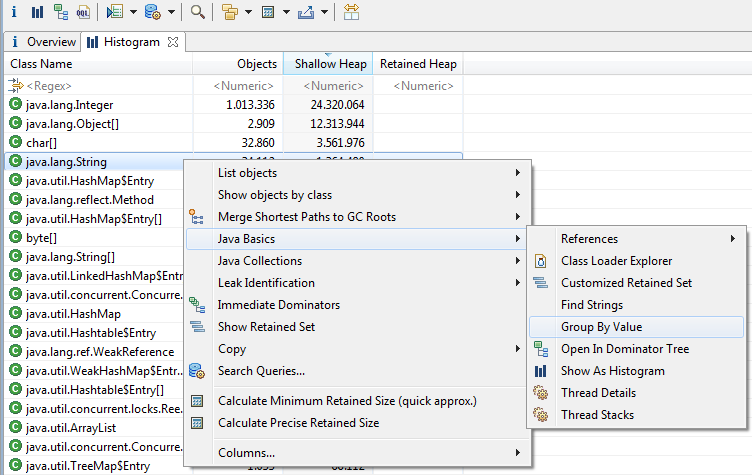 i OQL
i Overview Histogram
Class Name Objects Shallow Heap Retained Heap
<Regex> <Numeric> <Numeric> <Numeric>
java.lang.Integer 1.013.336 24.320.064
java.lang.Object[] 2.909 12.313.944
char[] 32.860 3.561.976
java.lang.String
java.util.HashMap$Entry
java.lang.reflect.Method
java.util.HashMap$Entry[]
byte[]
java.lang.String[]
java.util.LinkedHashMap$Entr
java.util.concurrent.Concurre...
java.util.HashMap
java.util.Hashtable$Entry
java.lang.ref.WeakReference
java.util.WeakHashMap$Entr...
java.util.Hashtable$Entry[]
java.util.concurrent.locks.Ree...
java.util.ArrayList
java.util.concurrent.Concurre...
java.util.TreeMap$Entry
List objects
Show objects by class
Merge Shortest Paths to GC Roots
Java Basics
Java Collections
Leak Identification
Immediate Dominators
Show Retained Set
Copy
Search Queries...
Calculate Minimum Retained Size (quick approx.)
Calculate Precise Retained Size
Columns...
References
Class Loader Explorer
Customized Retained Set
Find Strings
Group By Value
Open In Dominator Tree
Show As Histogram
Thread Details
Thread Stacks